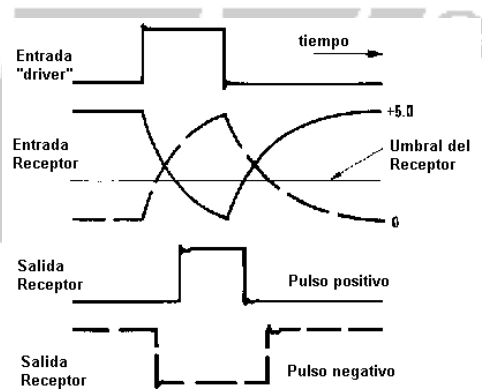 tiempo
Entrada
"driver"
+5.0
Entrada
Receptor
Umbral del
Receptor
0
Salida
Receptor
Pulso positivo
Salida
Receptor
Pulso negativo